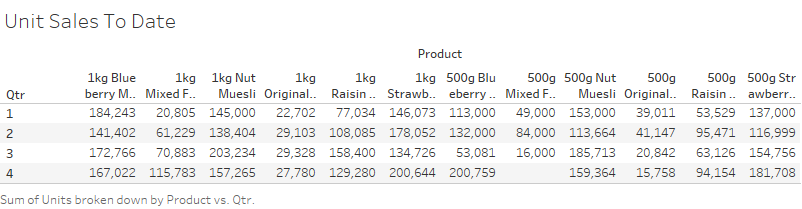 Unit Sales To Date
Product
1kg Blue 1kg 1kg Nut 1kg 1kg 1kg 500g Blu 500g 500g Nut 500g 500g 500g Str
Qtr berry M.. Mixed F.. Muesli Original.. Raisin .. Strawb.. eberry .. Mixed F.. Muesli Original.. Raisin .. awberr..
1 184,243 20,805 145,000 22,702 77,034 146,073 113,000 49,000 153,000 39,011 53,529 137,000
2 141,402 61,229 138,404 29,103 108,085 178,052 132,000 84,000 113,664 41,147 95,471 116,999
3 172,766 70,883 203,234 29,328 158,400 134,726 53,081 16,000 185,713 20,842 63,126 154,756
4 167,022 115,783 157,265 27,780 129,280 200,644 200,759 159,364 15,758 94,154 181,708
Sum of Units broken down by Product vs. Qtr.